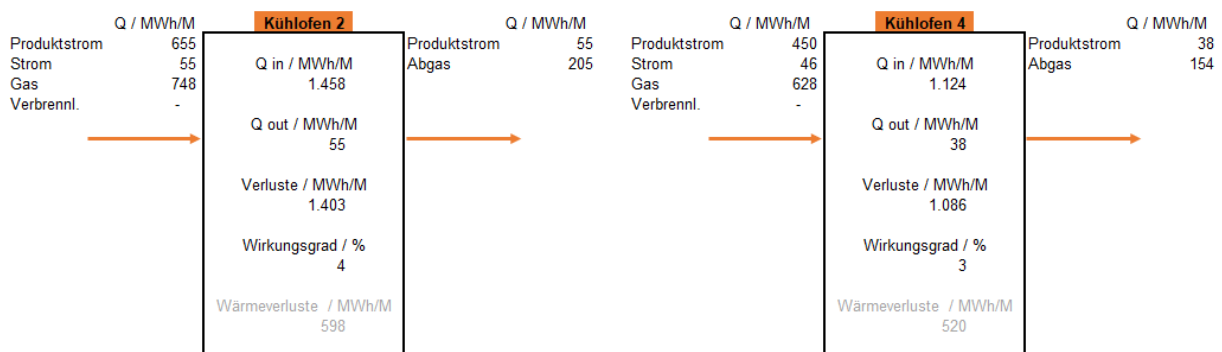 Q / MWh/M
Kühlofen 2
Q / MWh/M
Produktstrom 655
Strom 55
Gas 748
Verbrennl. -
Q in / MWh/M
1.458
Q out / MWh/M
55
Verluste / MWh/M
1.403
Wirkungsgrad / %
4
Wärmeverluste / MWh/M
598
Produktstrom 55
Abgas 205
Q / MWh/M
Kühlofen 4
Q / MWh/M
Produktstrom 450
Strom 46
Gas 628
Verbrennl. -
Q in / MWh/M
1.124
Q out / MWh/M
38
Verluste / MWh/M
1.086
Wirkungsgrad / %
3
Wärmeverluste / MWh/M
520
Produktstrom 38
Abgas 154